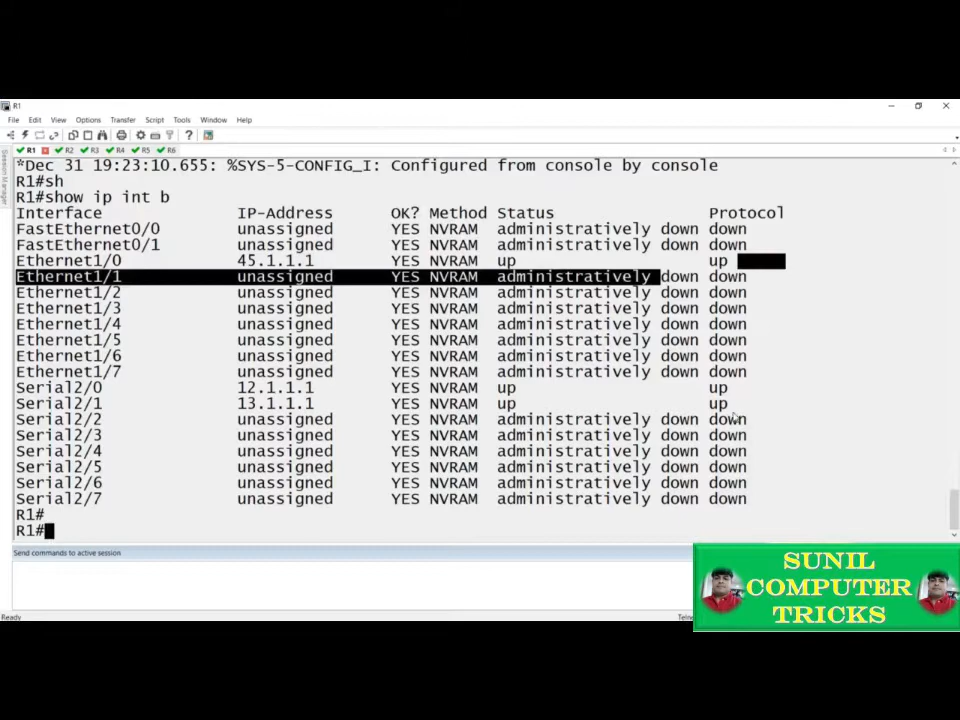 R1
File Edit View Options Transfer Script Tools Window Help
R1 R2 R3 R4 R5 R6
Session Manager
*Dec 31 19:23:10.655: %SYS-5-CONFIG_I: Configured from console by console
R1#sh
R1#show ip int b
Interface IP-Address OK? Method Status Protocol
FastEthernet0/0 unassigned YES NVRAM administratively down down
FastEthernet0/1 unassigned YES NVRAM administratively down down
Ethernet1/0 45.1.1.1 YES NVRAM up up
Ethernet1/1 unassigned YES NVRAM administratively down down
Ethernet1/2 unassigned YES NVRAM administratively down down
Ethernet1/3 unassigned YES NVRAM administratively down down
Ethernet1/4 unassigned YES NVRAM administratively down down
Ethernet1/5 unassigned YES NVRAM administratively down down
Ethernet1/6 unassigned YES NVRAM administratively down down
Ethernet1/7 unassigned YES NVRAM administratively down down
Serial2/0 12.1.1.1 YES NVRAM up up
Serial2/1 13.1.1.1 YES NVRAM up up
Serial2/2 unassigned YES NVRAM administratively down down
Serial2/3 unassigned YES NVRAM administratively down down
Serial2/4 unassigned YES NVRAM administratively down down
Serial2/5 unassigned YES NVRAM administratively down down
Serial2/6 unassigned YES NVRAM administratively down down
Serial2/7 unassigned YES NVRAM administratively down down
R1#
R1#
Send commands to active session
Ready
SUNIL
COMPUTER
TRICKS